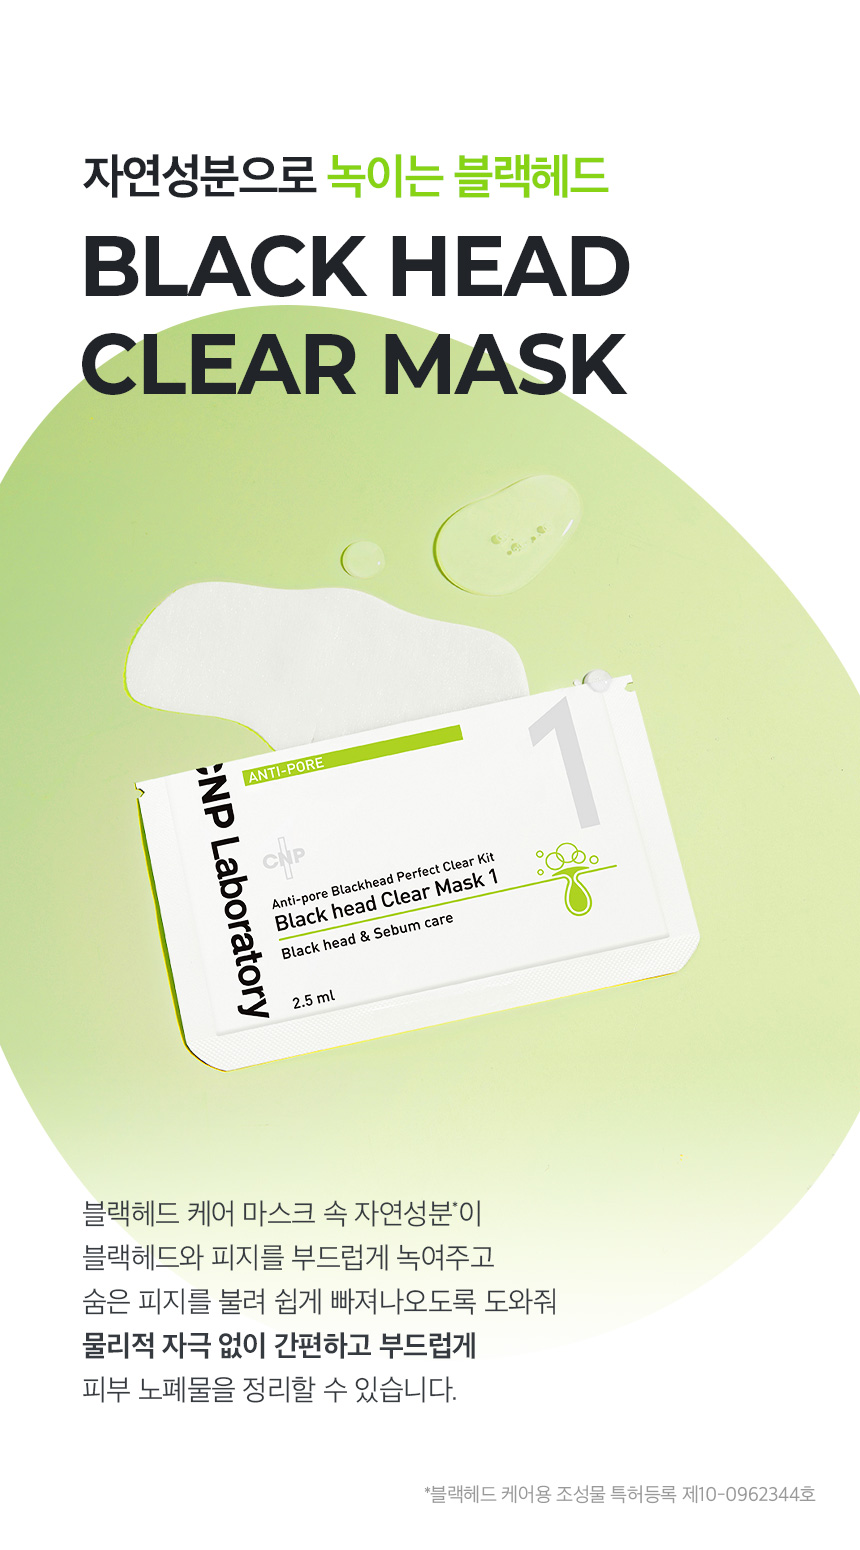 자연성분으로 녹이는 블랙헤드
BLACK HEAD
CLEAR MASK
ANTI-PORE
1
CNP Laboratory
CNP
Anti-pore Blackhead Perfect Clear Kit
Black head Clear Mask 1
Black head & Sebum care
2.5 ml
블랙헤드 케어 마스크 속 자연성분*이
블랙헤드와 피지를 부드럽게 녹여주고
숨은 피지를 불려 쉽게 빠져나오도록 도와줘
물리적 자극 없이 간편하고 부드럽게
피부 노폐물을 정리할 수 있습니다.
*블랙헤드 케어용 조성물 특허등록 제10-0962344호